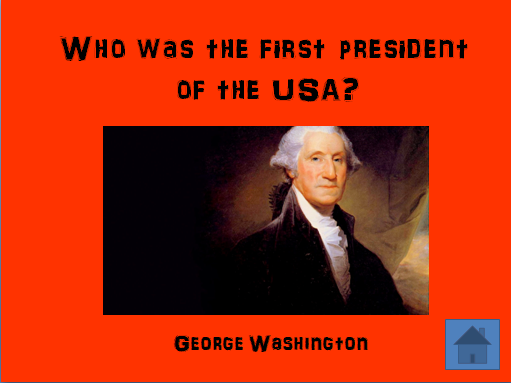 Who was the first president
of the USA?
George Washington